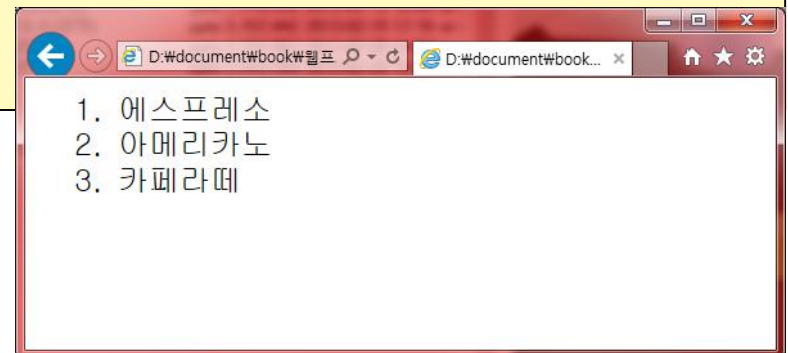 D:₩document₩book₩웹프
D:₩document₩book...
1. 에스프레소
2. 아메리카노
3. 카페라떼